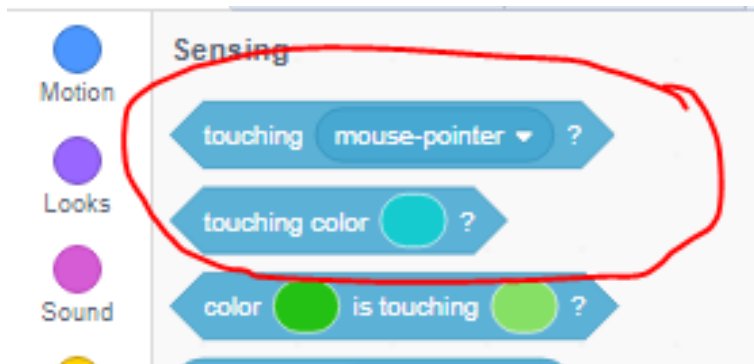 Sensing
Motion
touching mouse-pointer ?
Looks
touching color ?
Sound
color is touching ?